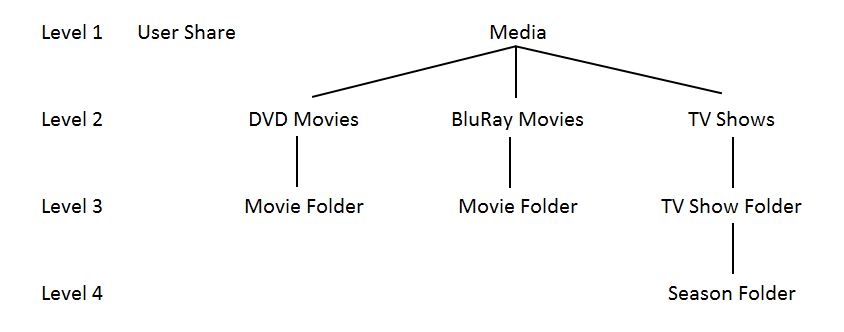 Level 1 User Share Media
Level 2 DVD Movies BluRay Movies TV Shows
Level 3 Movie Folder Movie Folder TV Show Folder
Level 4 Season Folder